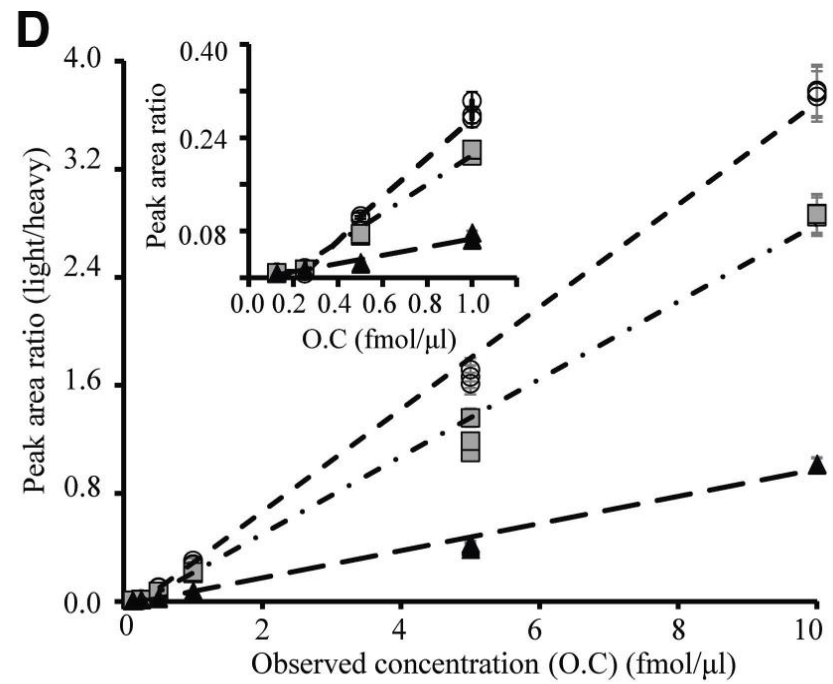 D
Peak area ratio (light/heavy)
4.0
3.2
2.4
1.6
0.8
0.0
0 2 4 6 8 10
Observed concentration (O.C) (fmol/µl)
Peak area ratio
0.40
0.24
0.08
0.0 0.2 0.4 0.6 0.8 1.0
O.C (fmol/µl)